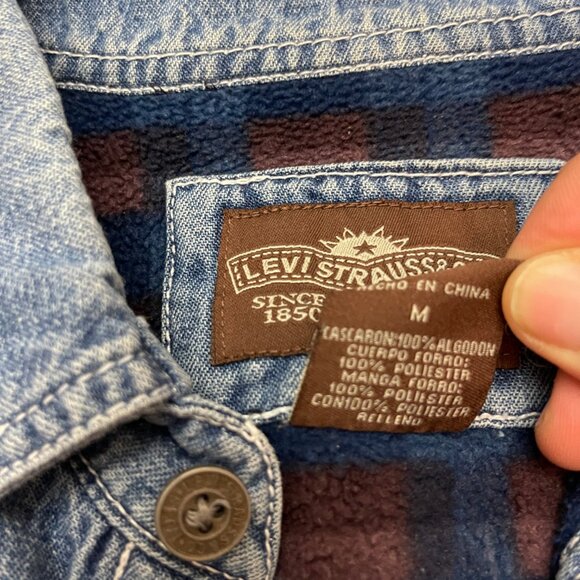 LEVI STRAUSS &
SINCE
1850
HECHO EN CHINA
M
CASCARON:100% ALGODON
CUERPO FORRO:
100% POLIESTER
MANGA FORRO:
100% POLIESTER
CON100% POLIESTER
RELLENO